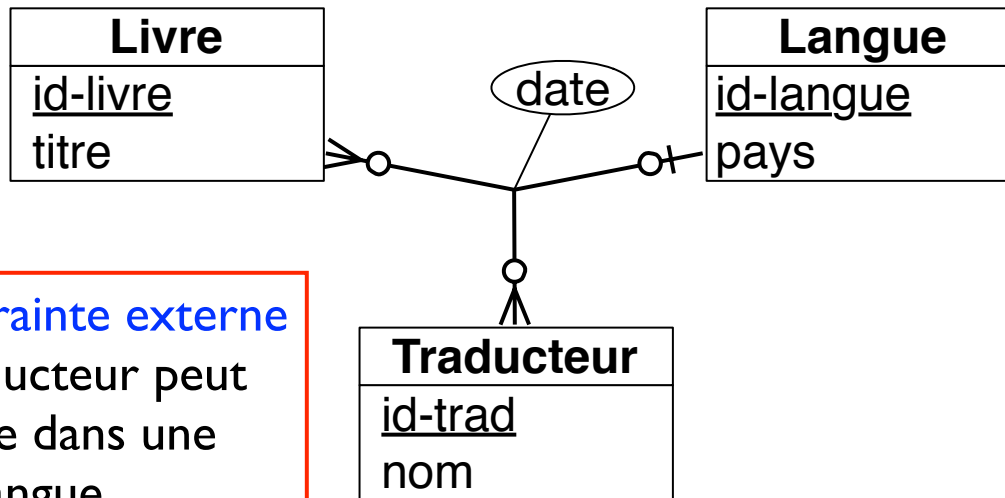 Livre
id-livre
titre
date
Langue
id-langue
pays
rainte externe
ucteur peut
e dans une
angue
Traducteur
id-trad
nom